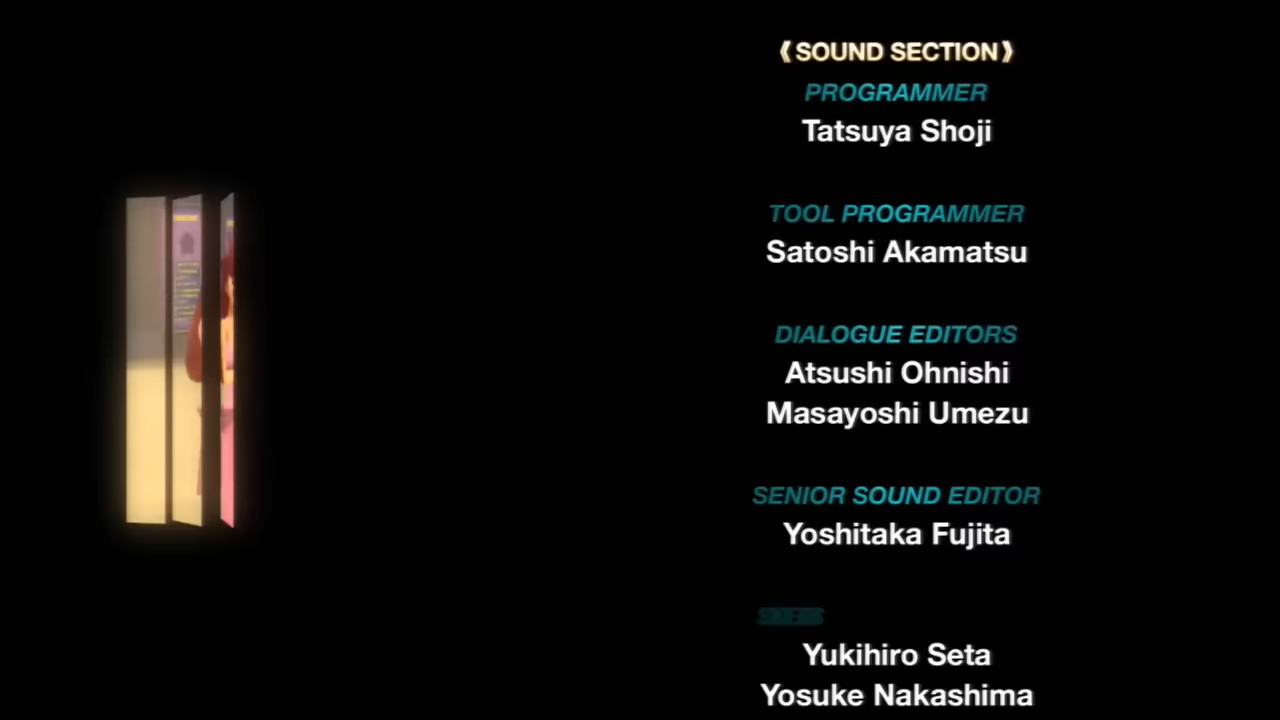 《SOUND SECTION》
PROGRAMMER
Tatsuya Shoji
TOOL PROGRAMMER
Satoshi Akamatsu
DIALOGUE EDITORS
Atsushi Ohnishi
Masayoshi Umezu
SENIOR SOUND EDITOR
Yoshitaka Fujita
Yukihiro Seta
Yosuke Nakashima